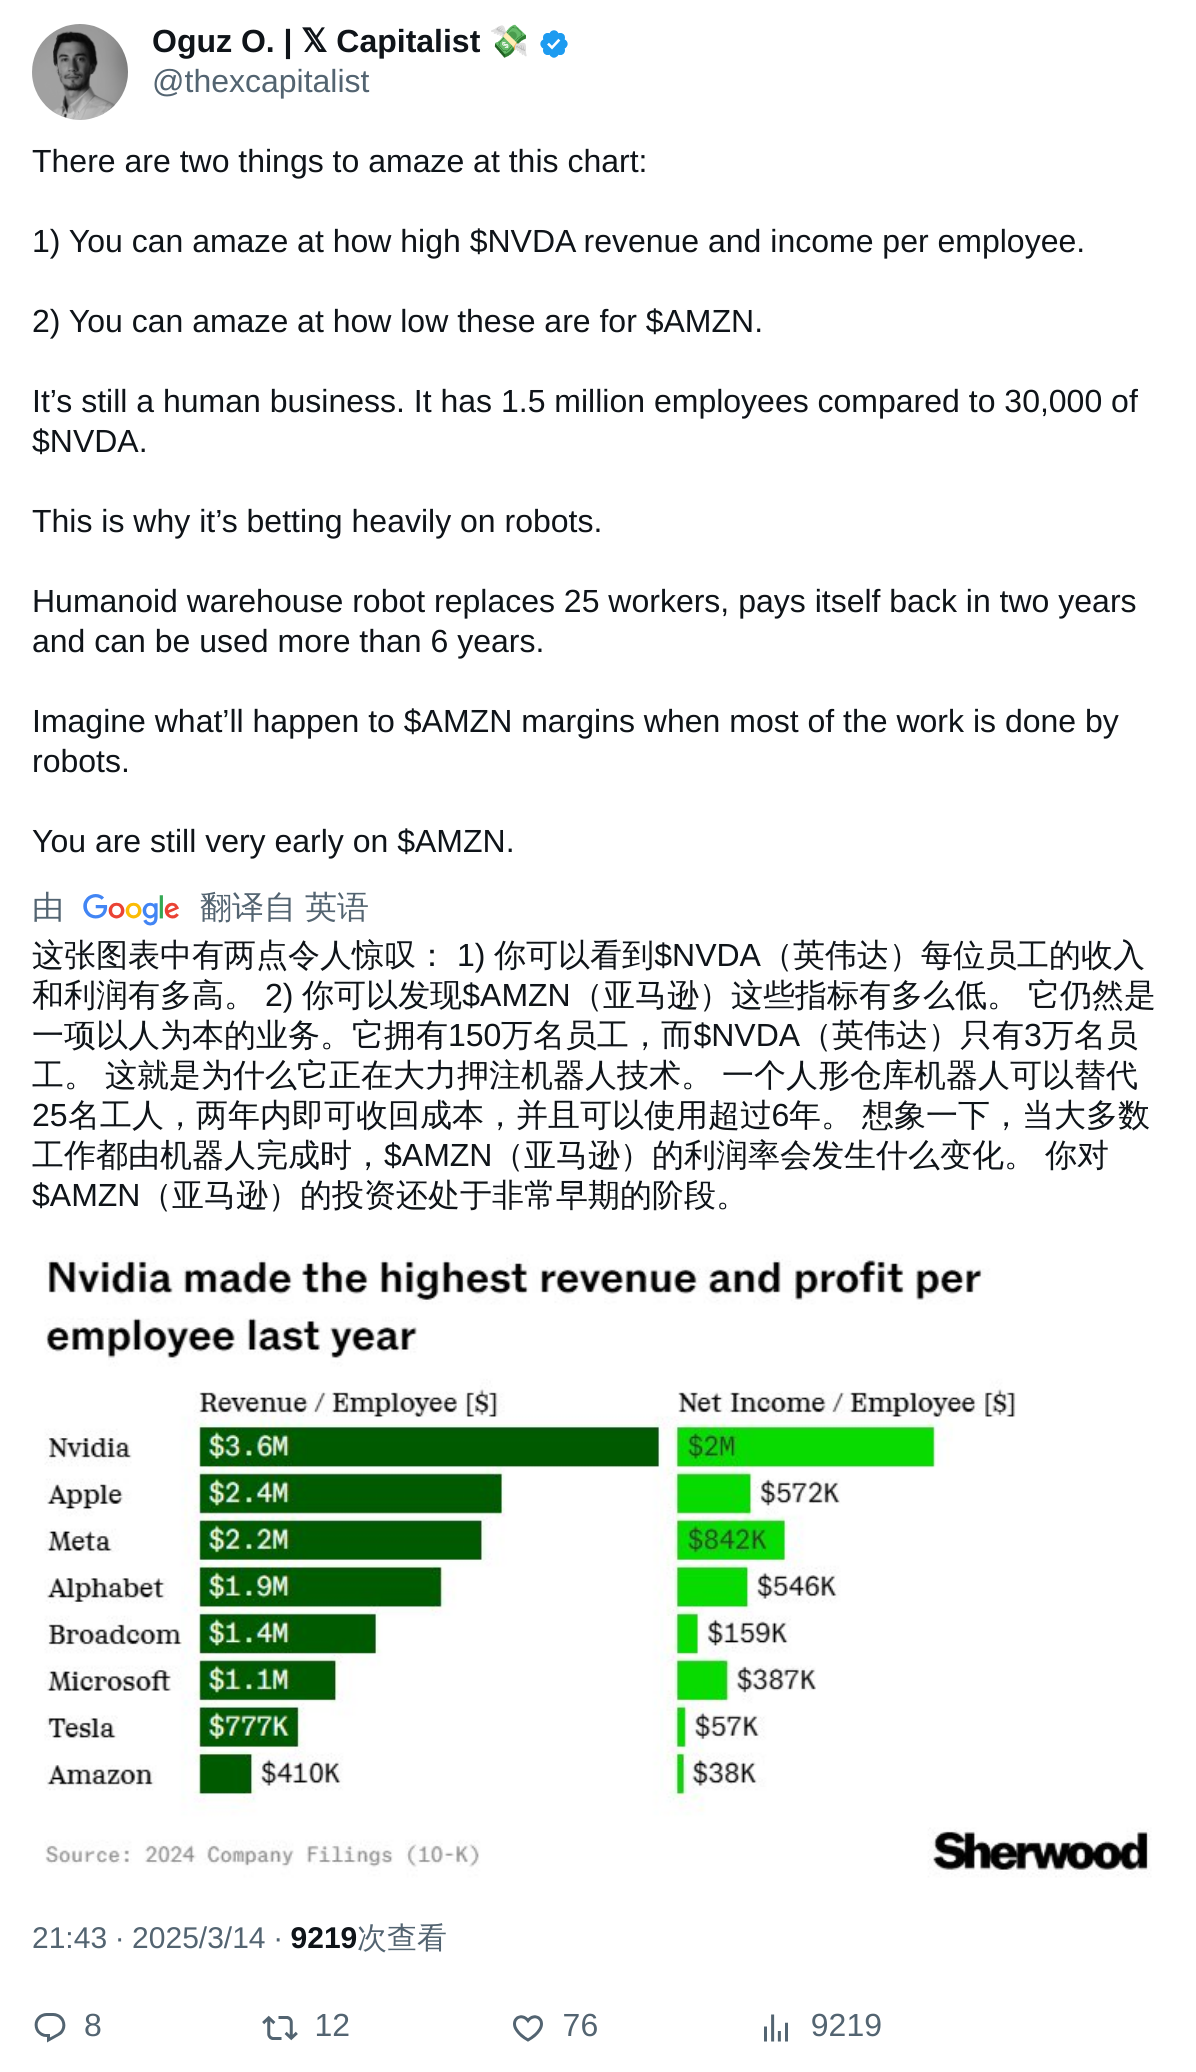 Oguz O. | 𝕏 Capitalist 💸
@thexcapitalist
There are two things to amaze at this chart:
1) You can amaze at how high $NVDA revenue and income per employee.
2) You can amaze at how low these are for $AMZN.
It’s still a human business. It has 1.5 million employees compared to 30,000 of
$NVDA.
This is why it’s betting heavily on robots.
Humanoid warehouse robot replaces 25 workers, pays itself back in two years
and can be used more than 6 years.
Imagine what’ll happen to $AMZN margins when most of the work is done by
robots.
You are still very early on $AMZN.
由 Google 翻译自 英语
这张图表中有两点令人惊叹： 1) 你可以看到$NVDA（英伟达）每位员工的收入
和利润有多高。 2) 你可以发现$AMZN（亚马逊）这些指标有多么低。 它仍然是
一项以人为本的业务。它拥有150万名员工，而$NVDA（英伟达）只有3万名员
工。 这就是为什么它正在大力押注机器人技术。 一个人形仓库机器人可以替代
25名工人，两年内即可收回成本，并且可以使用超过6年。 想象一下，当大多数
工作都由机器人完成时，$AMZN（亚马逊）的利润率会发生什么变化。 你对
$AMZN（亚马逊）的投资还处于非常早期的阶段。
Nvidia made the highest revenue and profit per
employee last year
Revenue / Employee [$] Net Income / Employee [$]
Nvidia $3.6M $2M
Apple $2.4M $572K
Meta $2.2M $842K
Alphabet $1.9M $546K
Broadcom $1.4M $159K
Microsoft $1.1M $387K
Tesla $777K $57K
Amazon $410K $38K
Source: 2024 Company Filings (10-K)
Sherwood
21:43 · 2025/3/14 · 9219次查看
8 12 76 9219